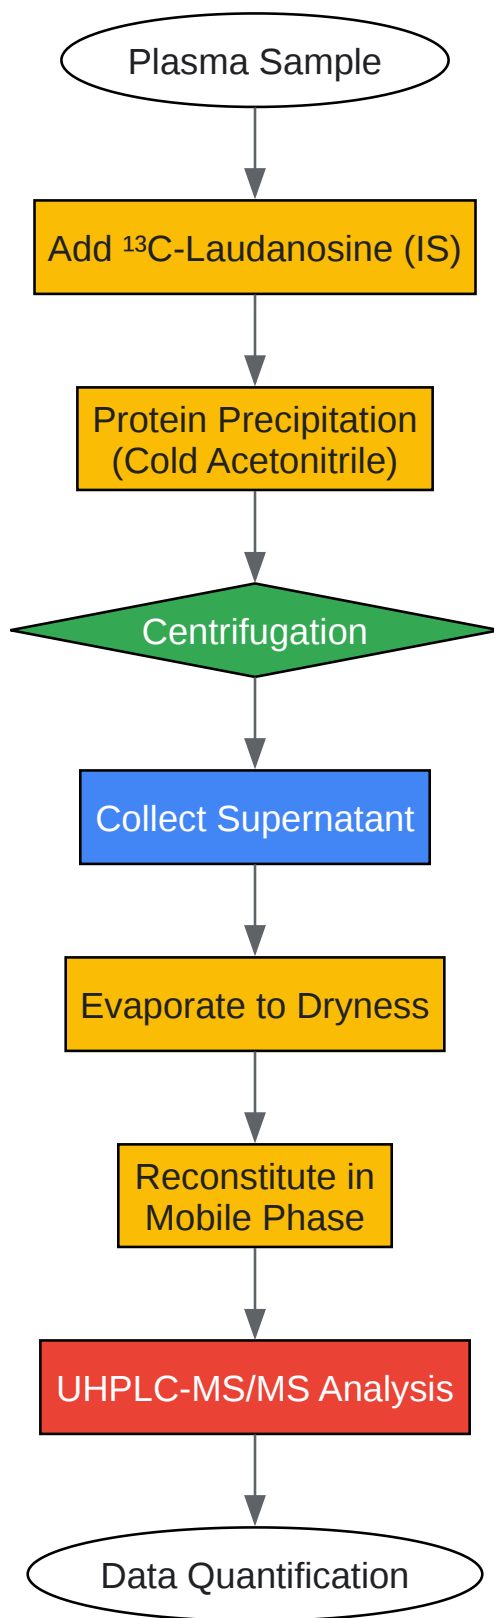 Plasma Sample
Add ¹³C-Laudanosine (IS)
Protein Precipitation
(Cold Acetonitrile)
Centrifugation
Collect Supernatant
Evaporate to Dryness
Reconstitute in
Mobile Phase
UHPLC-MS/MS Analysis
Data Quantification